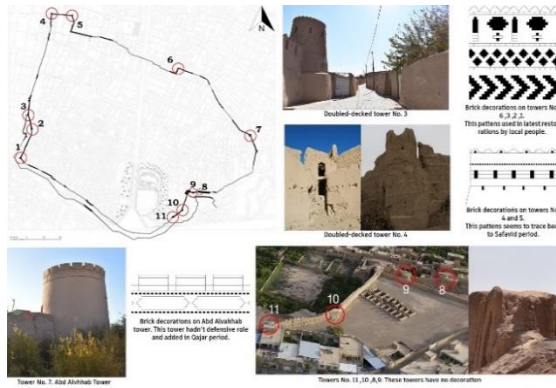 4
5
6
N
3
2
7
1
9
8
10
11
Doubled-decked tower No. 3
Brick decorations on towers No.
6 ,3 ,2 ,1.
This pattens used in latest resto
rations by local people.
Doubled-decked tower No. 4
Brick decorations on towers No.
4 and 5.
This pattens seems to trace back
to Safavid period.
Tower No. 7. Abd Alvahhab Tower
Brick decorations on Abd Alvahhab
tower. This tower hadn't defensive role
and added in Qajar period.
11
10
9
8
Towers No. 11 ,10 ,8,9. These towers have no decoration